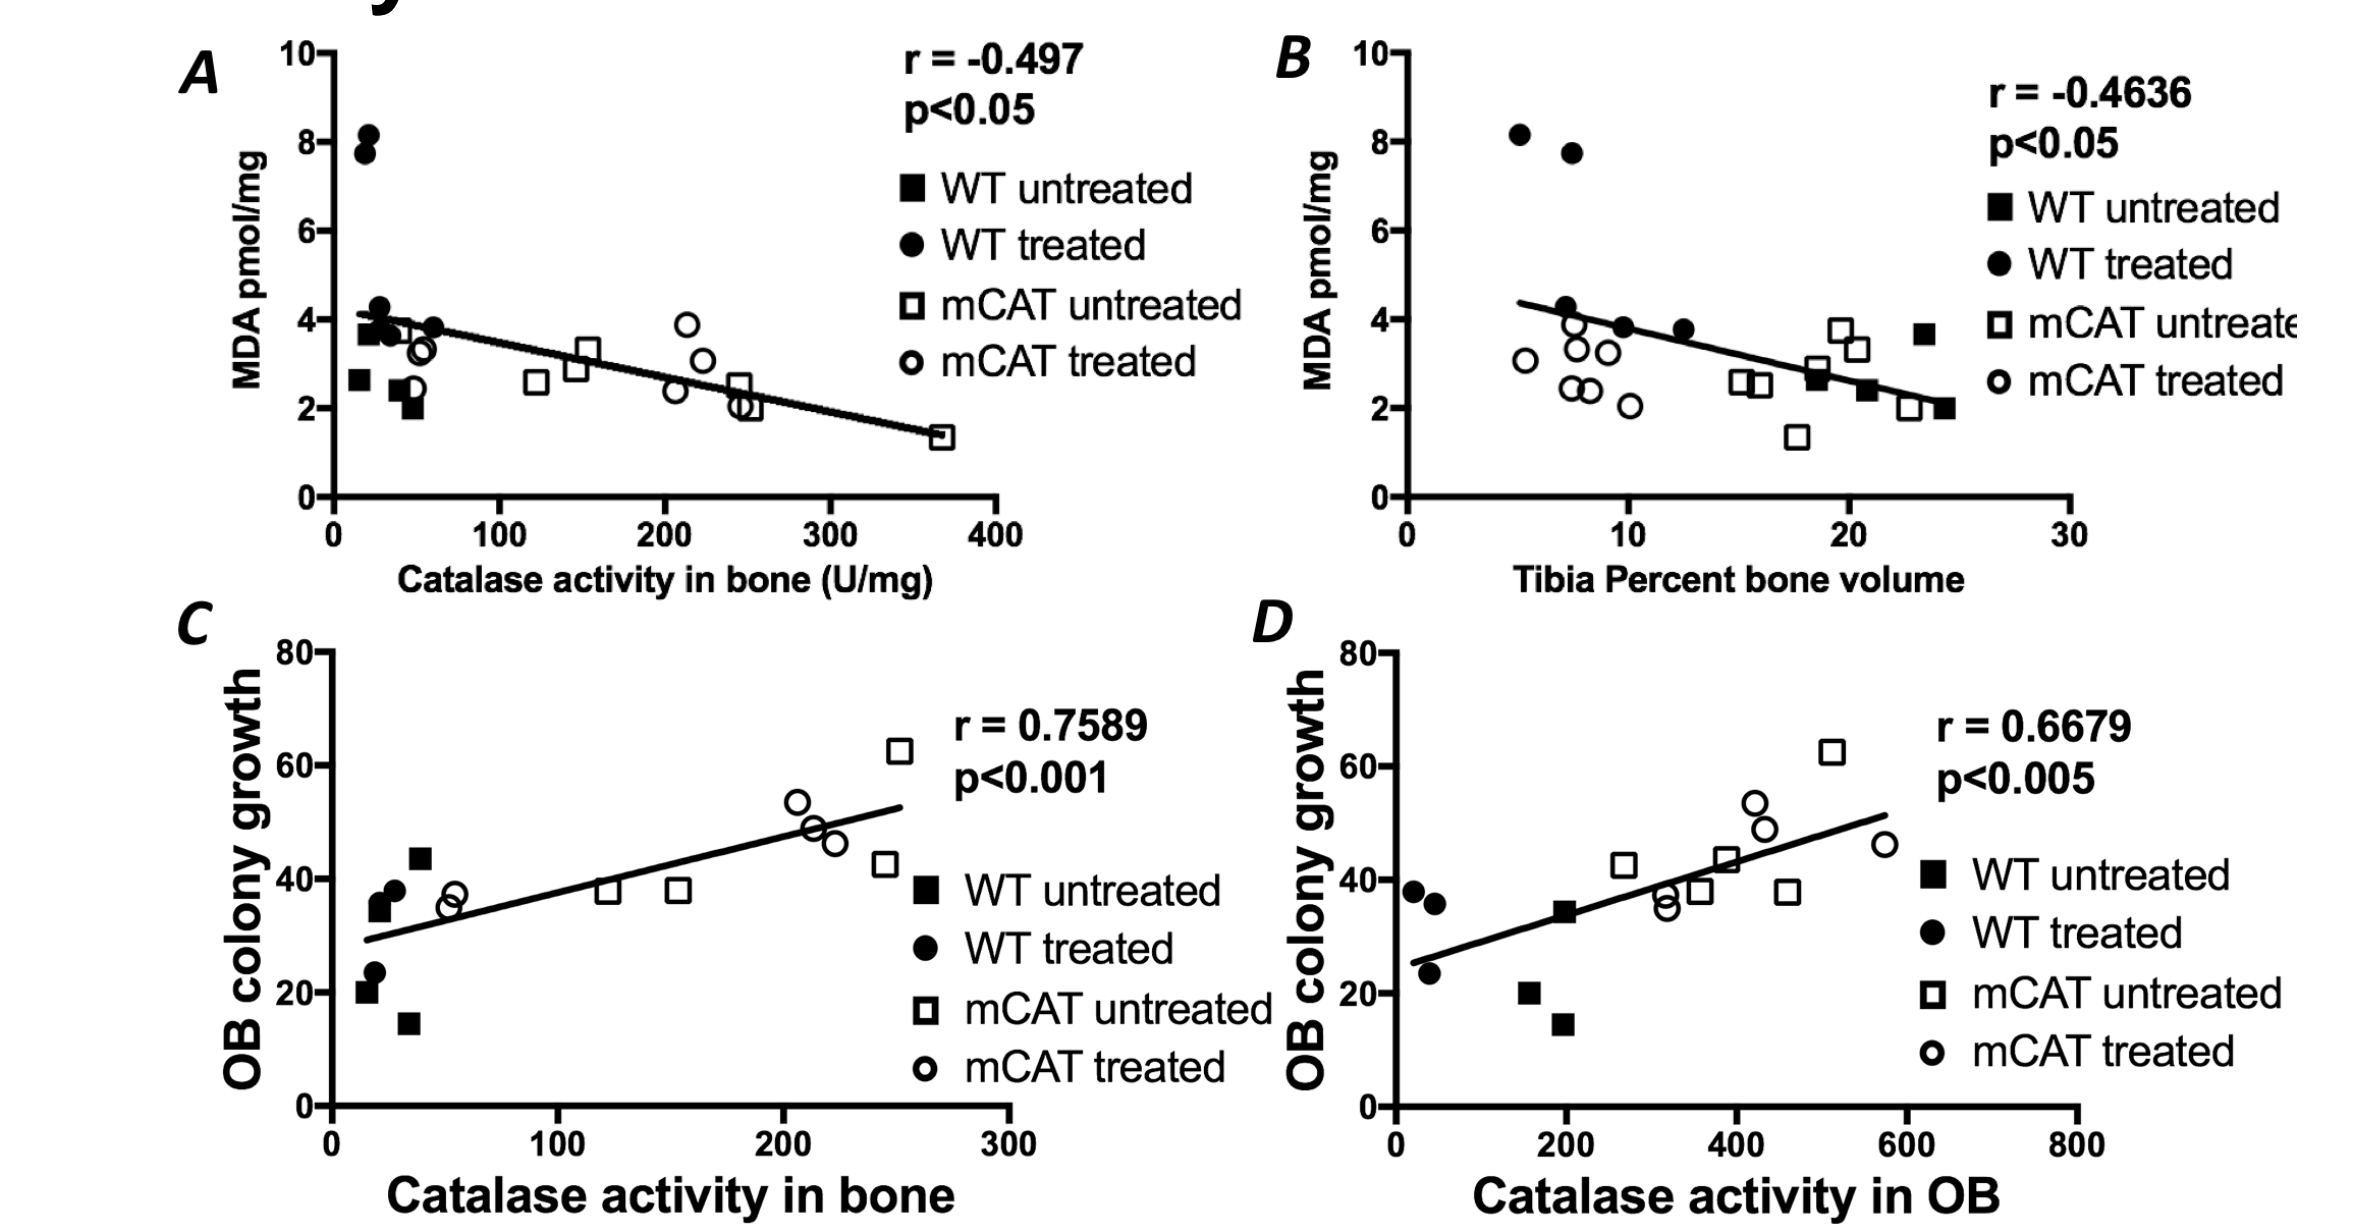 A
10
8
6
4
2
0
MDA pmol/mg
0 100 200 300 400
Catalase activity in bone (U/mg)
r = -0.497
p<0.05
WT untreated
WT treated
mCAT untreated
mCAT treated
B
10
8
6
4
2
0
MDA pmol/mg
0 10 20 30
Tibia Percent bone volume
r = -0.4636
p<0.05
WT untreated
WT treated
mCAT untreate
mCAT treated
C
80
60
40
20
0
OB colony growth
0 100 200 300
Catalase activity in bone
r = 0.7589
p<0.001
WT untreated
WT treated
mCAT untreated
mCAT treated
D
80
60
40
20
0
OB colony growth
0 200 400 600 800
Catalase activity in OB
r = 0.6679
p<0.005
WT untreated
WT treated
mCAT untreated
mCAT treated